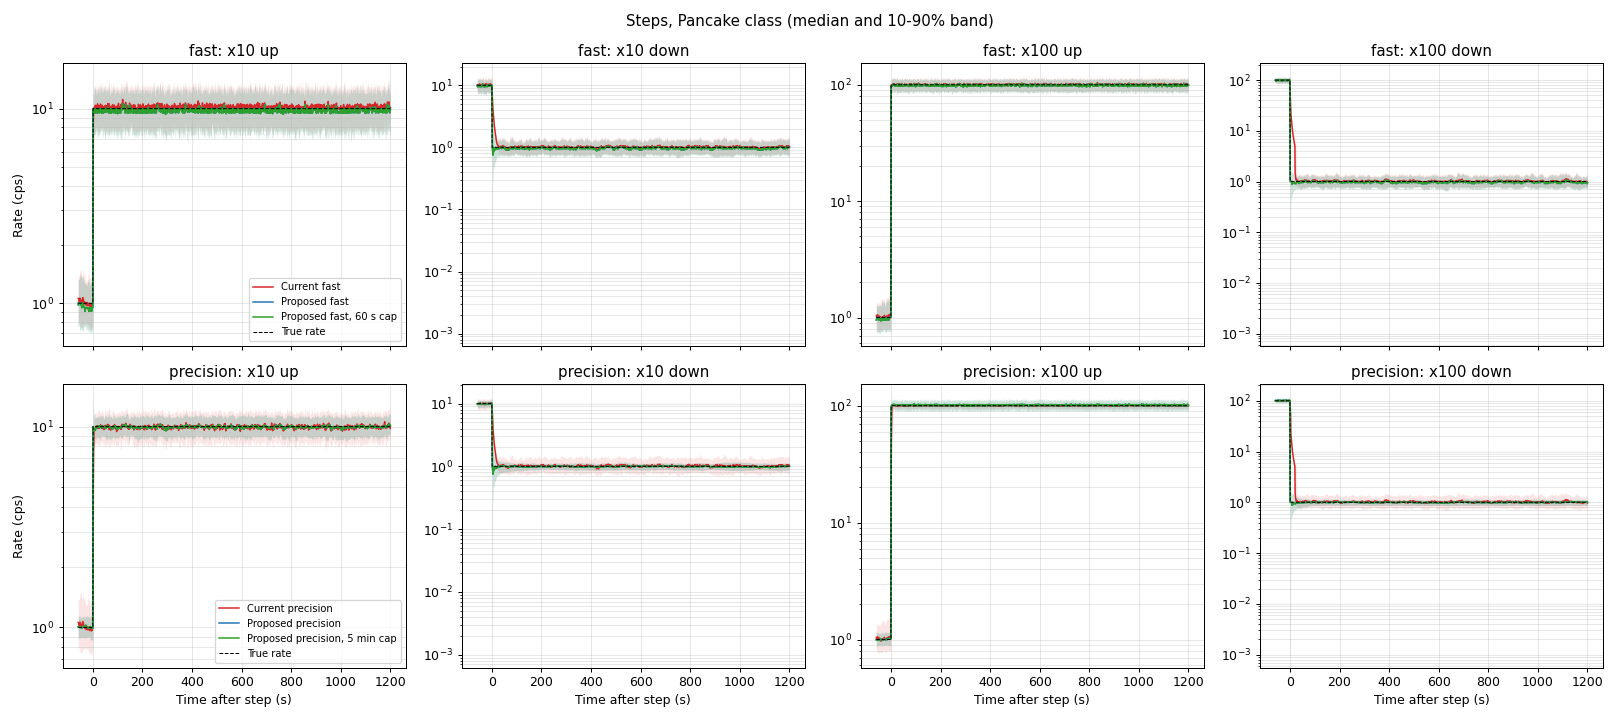 Steps, Pancake class (median and 10-90% band)
fast: x10 up
fast: x10 down
fast: x100 up
fast: x100 down
Rate (cps)
10¹
10⁰
Current fast
Proposed fast
Proposed fast, 60 s cap
True rate
10¹
10⁰
10⁻¹
10⁻²
10⁻³
10²
10¹
10⁰
10²
10¹
10⁰
10⁻¹
10⁻²
10⁻³
precision: x10 up
precision: x10 down
precision: x100 up
precision: x100 down
Rate (cps)
10¹
10⁰
Current precision
Proposed precision
Proposed precision, 5 min cap
True rate
10¹
10⁰
10⁻¹
10⁻²
10⁻³
10²
10¹
10⁰
10²
10¹
10⁰
10⁻¹
10⁻²
10⁻³
0 200 400 600 800 1000 1200
0 200 400 600 800 1000 1200
0 200 400 600 800 1000 1200
0 200 400 600 800 1000 1200
Time after step (s)
Time after step (s)
Time after step (s)
Time after step (s)